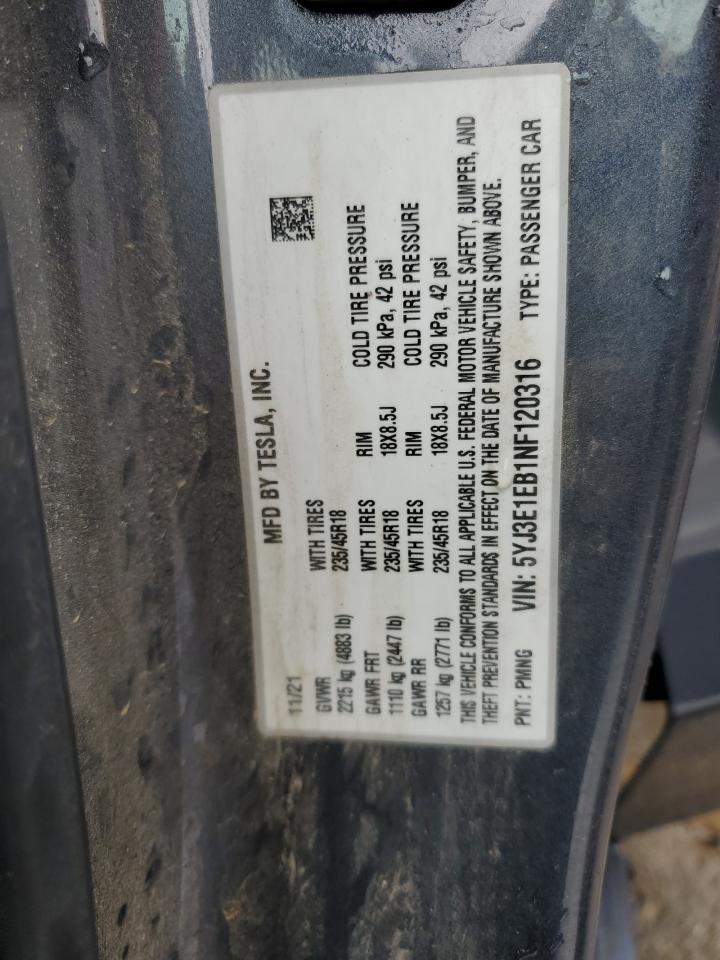 MFD BY TESLA, INC.
11/21
GVWR WITH TIRES
2215 kg (4883 lb) 235/45R18
GAWR FRT WITH TIRES RIM COLD TIRE PRESSURE
1110 kg (2447 lb) 235/45R18 18X8.5J 290 kPa, 42 psi
GAWR RR WITH TIRES RIM COLD TIRE PRESSURE
1257 kg (2771 lb) 235/45R18 18X8.5J 290 kPa, 42 psi
THIS VEHICLE CONFORMS TO ALL APPLICABLE U.S. FEDERAL MOTOR VEHICLE SAFETY, BUMPER, AND
THEFT PREVENTION STANDARDS IN EFFECT ON THE DATE OF MANUFACTURE SHOWN ABOVE.
PNT: PMNG VIN: 5YJ3E1EB1NF120316 TYPE: PASSENGER CAR